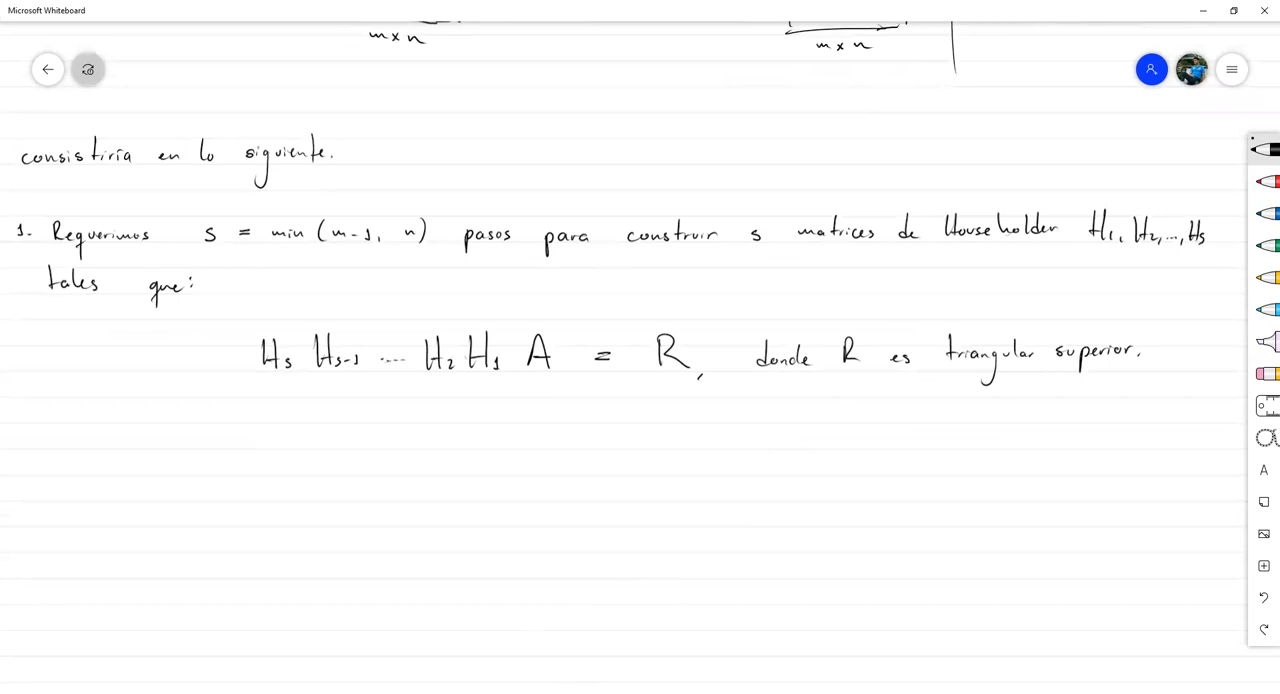 Microsoft Whiteboard
m x n
m x n
consistiría en lo siguiente.
1.- Requerimos s = min (m-1, n) pasos para construir s matrices de Householder H1, H2, ..., Hs
tales que:
Hs Hs-1 .... H2 H1 A = R, donde R es triangular superior.
A